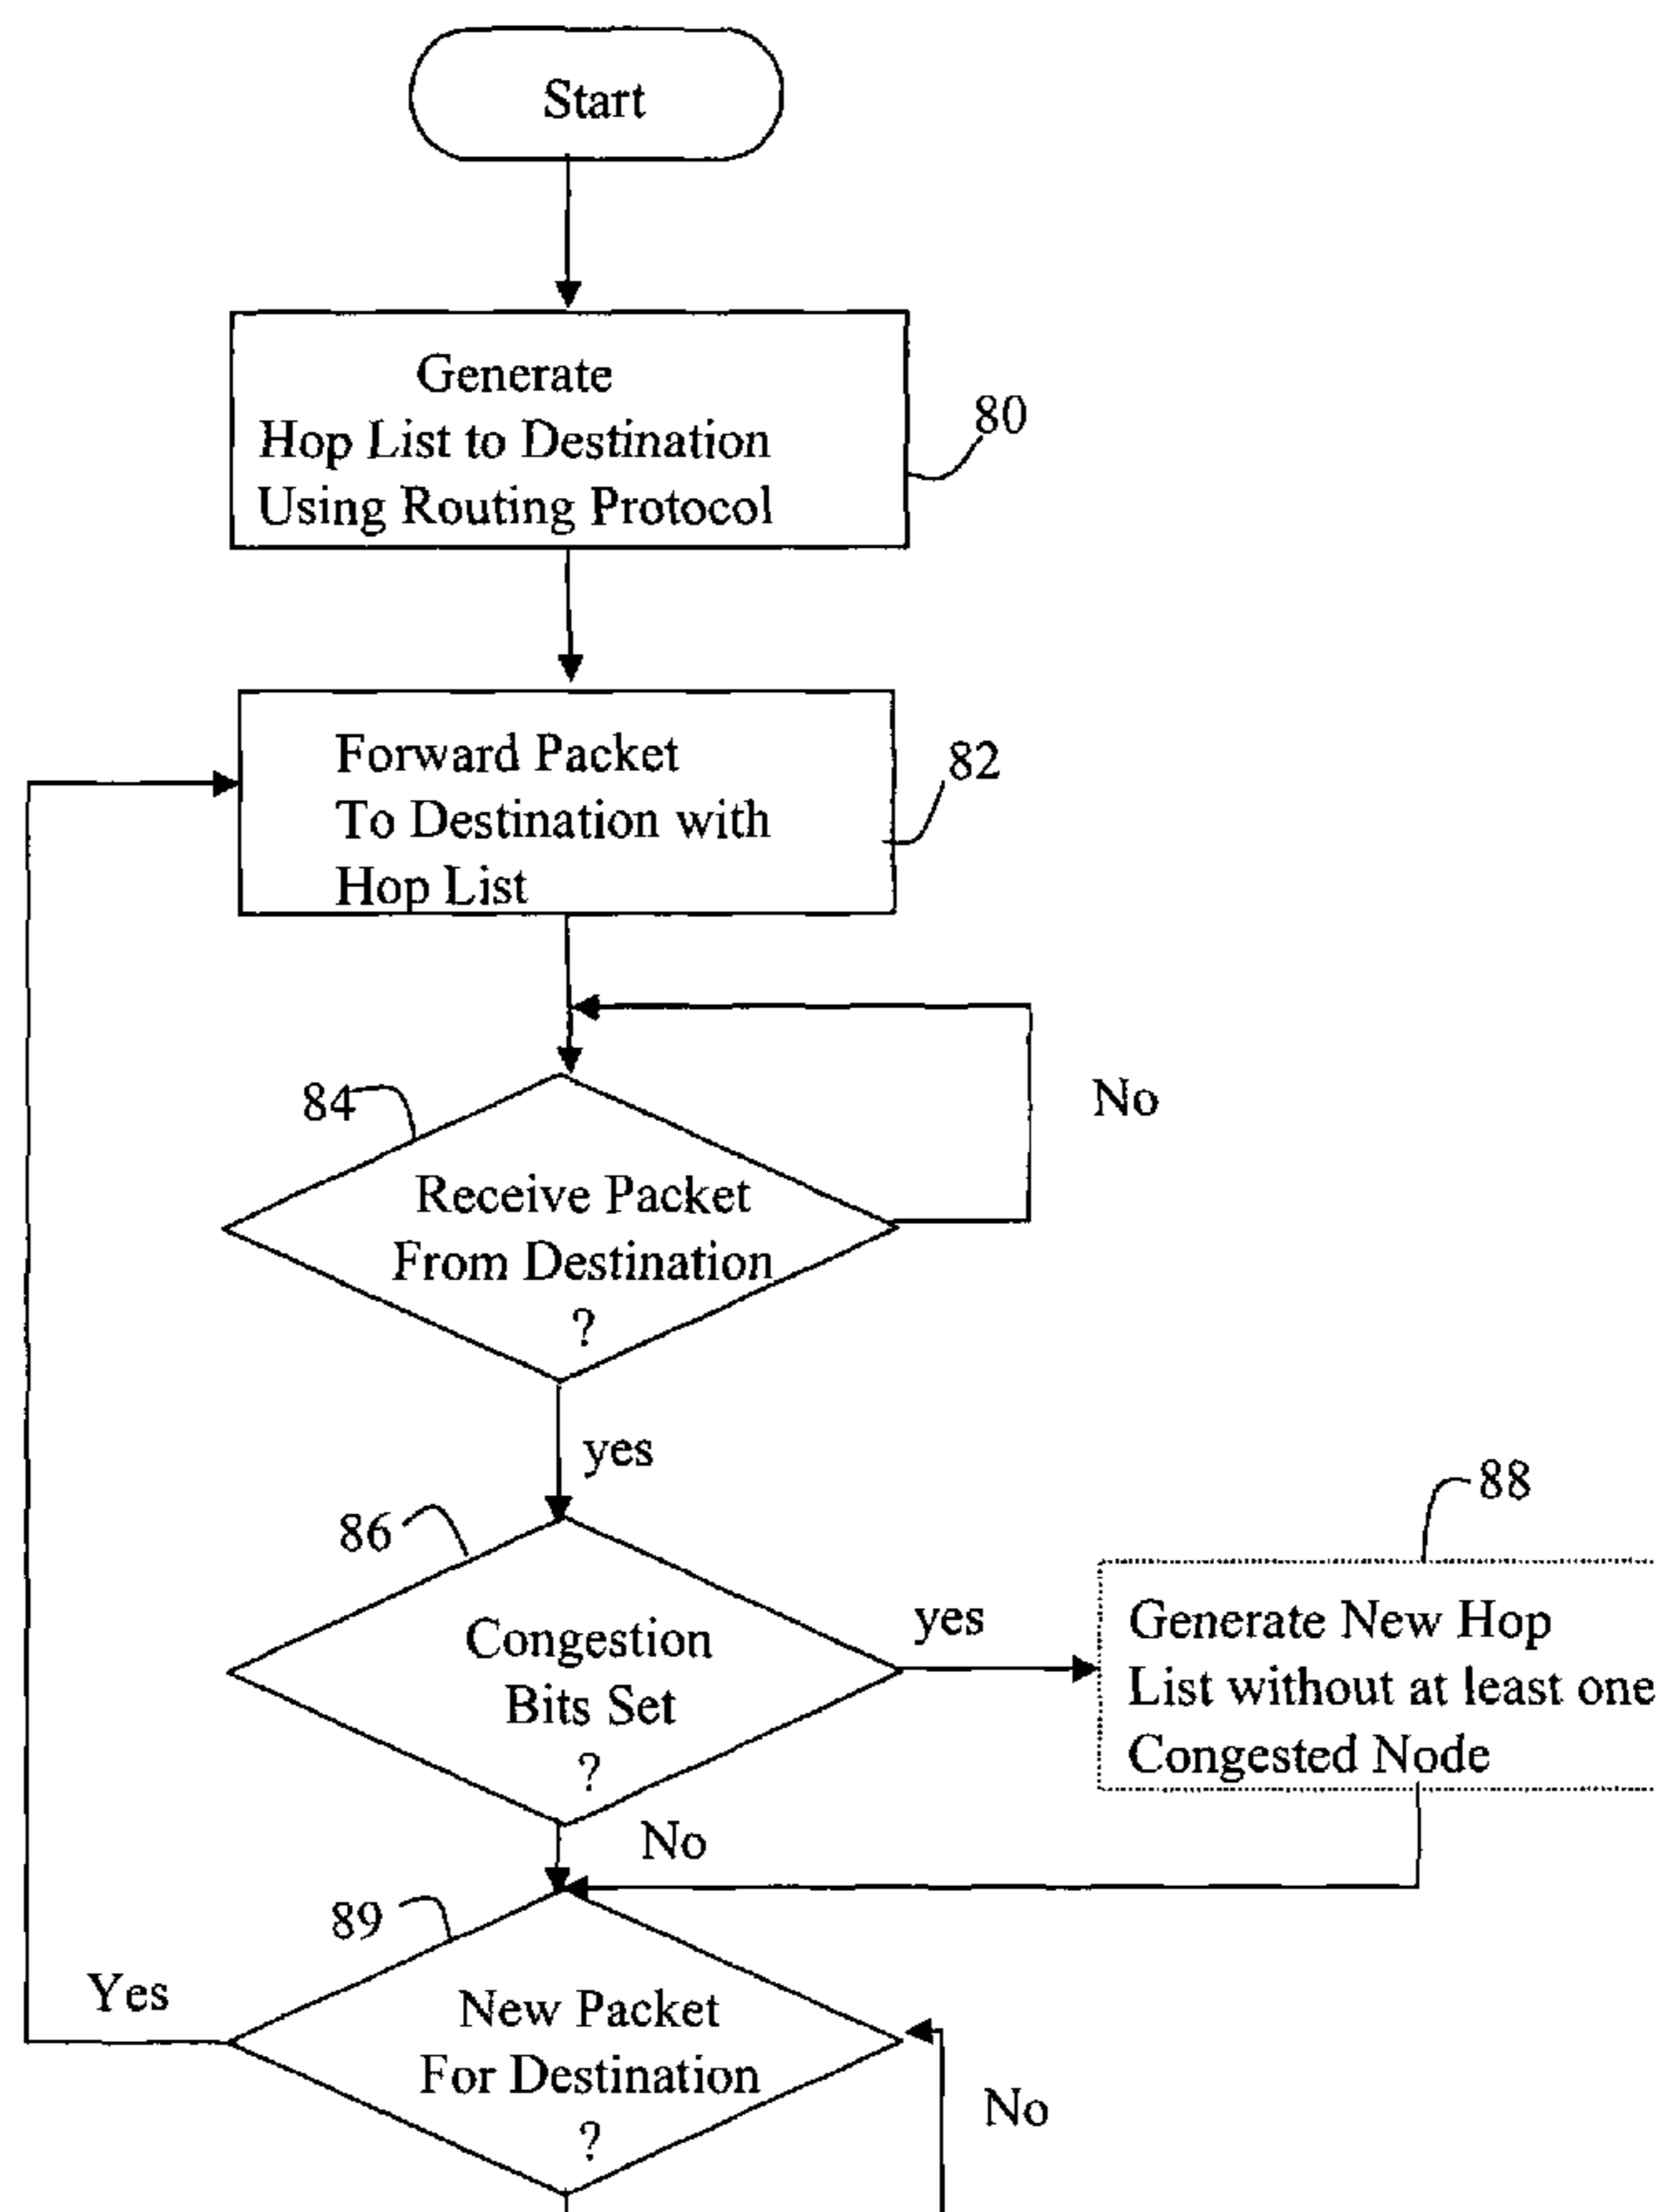 Start
Generate
Hop List to Destination
Using Routing Protocol
80
Forward Packet
To Destination with
Hop List
82
84
No
Receive Packet
From Destination
?
yes
86
88
Congestion
Bits Set
?
yes
Generate New Hop
List without at least one
Congested Node
No
89
Yes
New Packet
For Destination
?
No